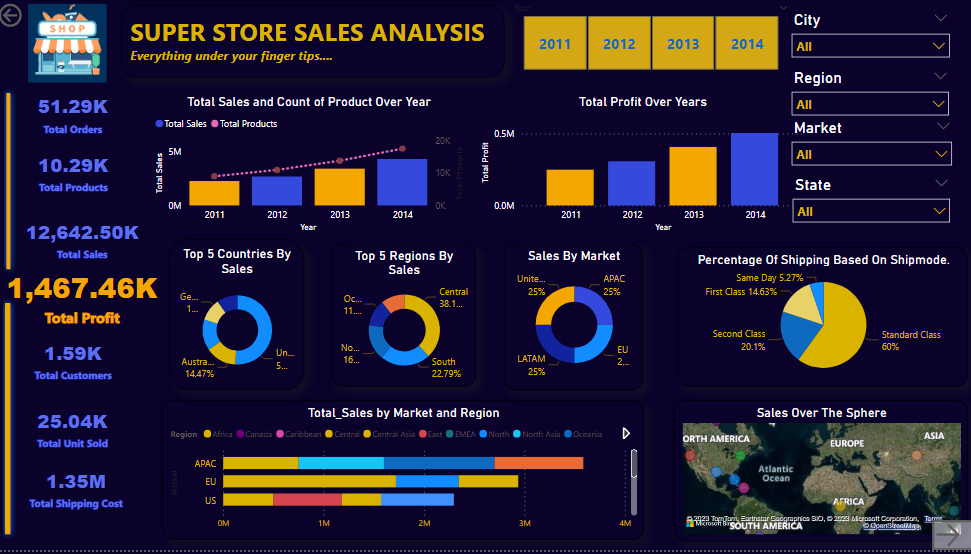 SHOP
SUPER STORE SALES ANALYSIS
Everything under your finger tips....
Year
2011
2012
2013
2014
City
All
Region
All
Market
All
State
All
51.29K
Total Orders
10.29K
Total Products
12,642.50K
Total Sales
1,467.46K
Total Profit
1.59K
Total Customers
25.04K
Total Unit Sold
1.35M
Total Shipping Cost
Total Sales and Count of Product Over Year
Total Sales
Total Products
Total Sales
5M
0M
20K
10K
0K
Total Products
2011
2012
2013
2014
Year
Total Profit Over Years
Total Profit
0.5M
0.0M
2011
2012
2013
2014
Year
Top 5 Countries By
Sales
Ge...
1...
Austra...
14.47%
Un...
5...
Top 5 Regions By
Sales
Oc...
11....
No...
16...
Central
38.1...
South
22.79%
Sales By Market
Unite...
25%
APAC
25%
LATAM
25%
EU
2...
Percentage Of Shipping Based On Shipmode.
Same Day 5.27%
First Class 14.63%
Second Class
20.1%
Standard Class
60%
Total_Sales by Market and Region
Region
Africa
Canada
Caribbean
Central
Central Asia
East
EMEA
North
North Asia
Oceania
Market
APAC
EU
US
0M
1M
2M
3M
4M
Sales Over The Sphere
ORTH AMERICA
EUROPE
ASIA
Atlantic
Ocean
AFRICA
SOUTH AMERICA
© 2023 TomTom, Earthstar Geographics SIO, © 2023 Microsoft Corporation, Terms
© OpenStreetMap